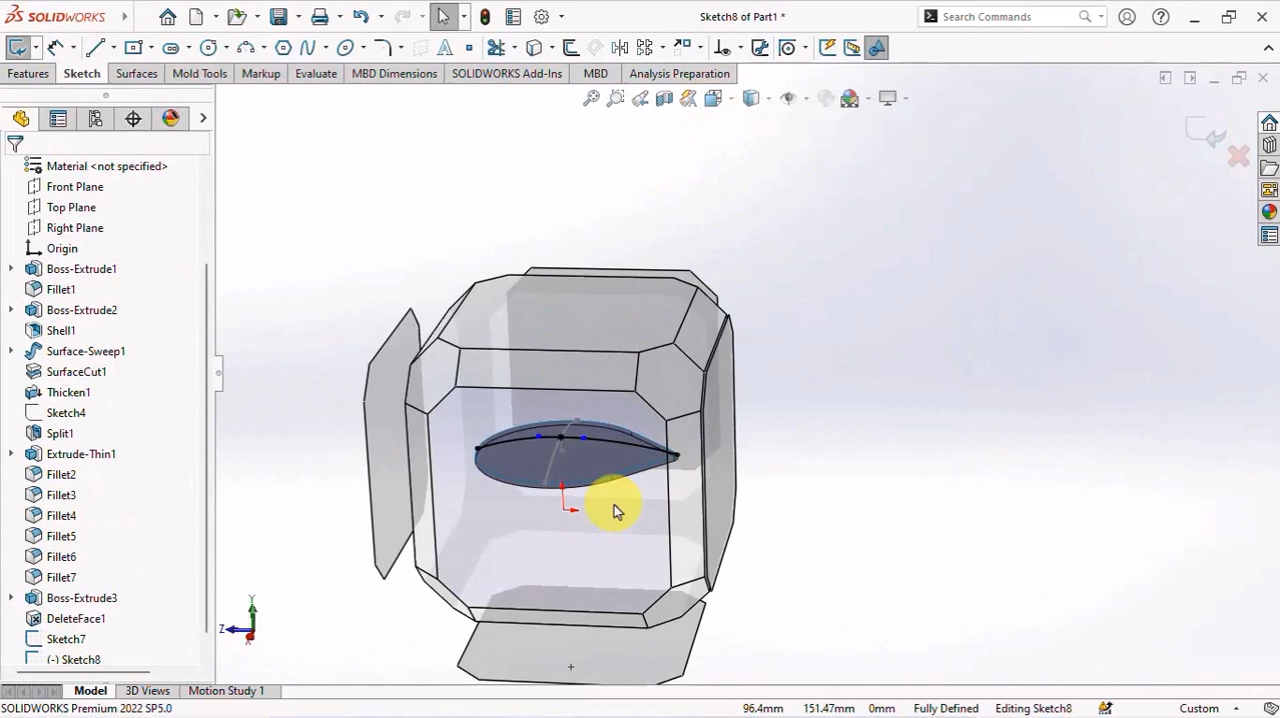 SOLIDWORKS
Sketch8 of Part1 *
Search Commands
Features
Sketch
Surfaces
Mold Tools
Markup
Evaluate
MBD Dimensions
SOLIDWORKS Add-Ins
MBD
Analysis Preparation
Material <not specified>
Front Plane
Top Plane
Right Plane
Origin
Boss-Extrude1
Fillet1
Boss-Extrude2
Shell1
Surface-Sweep1
SurfaceCut1
Thicken1
Sketch4
Split1
Extrude-Thin1
Fillet2
Fillet3
Fillet4
Fillet5
Fillet6
Fillet7
Boss-Extrude3
DeleteFace1
Sketch7
(-) Sketch8
Y
Z
X
Model
3D Views
Motion Study 1
SOLIDWORKS Premium 2022 SP5.0
96.4mm
151.47mm
0mm
Fully Defined
Editing Sketch8
Custom